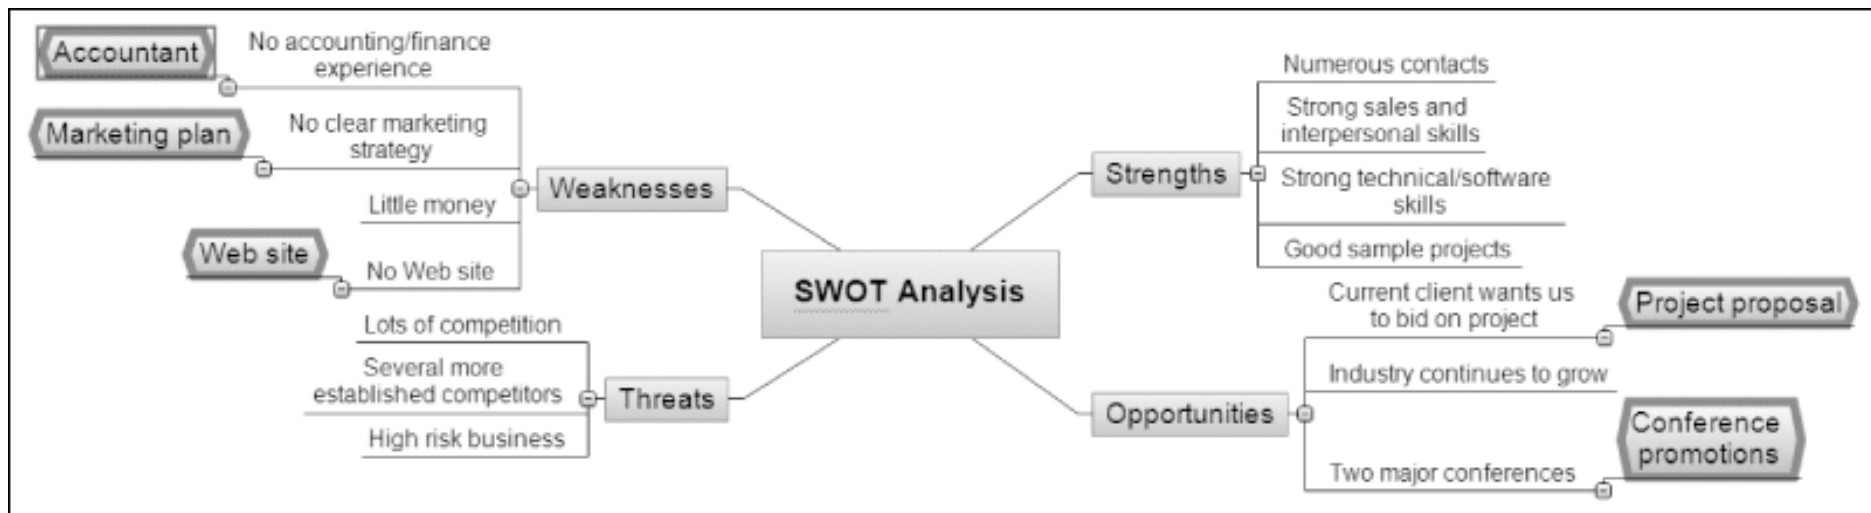 Accountant
No accounting/finance
experience
Marketing plan
No clear marketing
strategy
Little money
Web site
No Web site
Weaknesses
Lots of competition
Several more
established competitors
High risk business
Threats
SWOT Analysis
Strengths
Numerous contacts
Strong sales and
interpersonal skills
Strong technical/software
skills
Good sample projects
Opportunities
Current client wants us
to bid on project
Project proposal
Industry continues to grow
Two major conferences
Conference
promotions